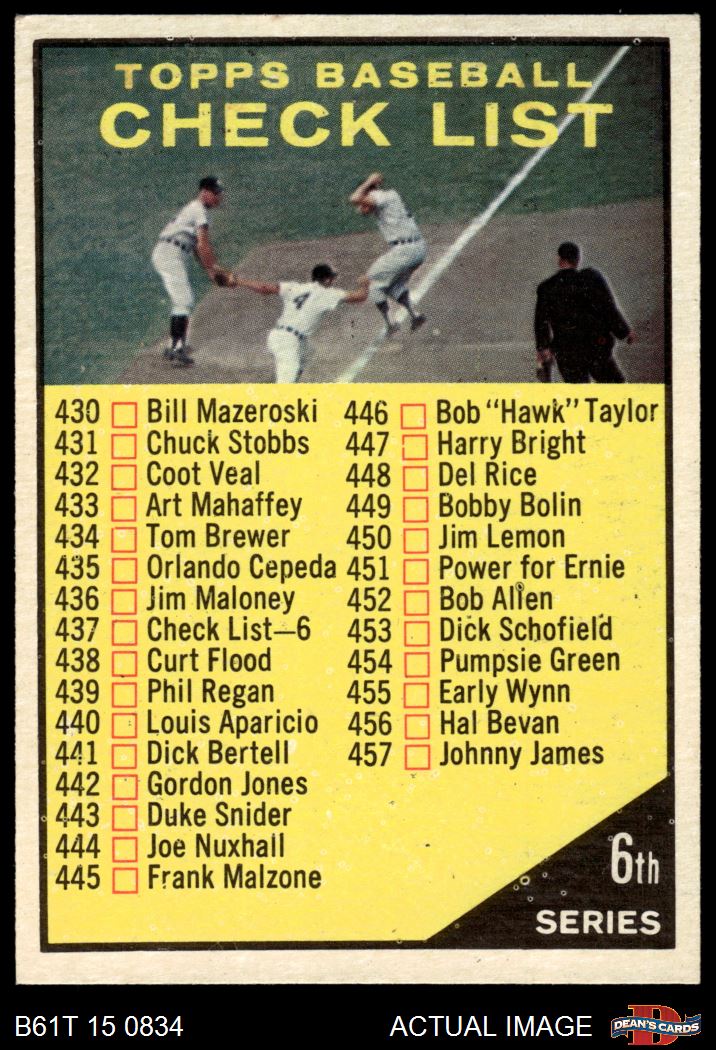 TOPPS BASEBALL
CHECK LIST
4
430 Bill Mazeroski
431 Chuck Stobbs
432 Coot Veal
433 Art Mahaffey
434 Tom Brewer
435 Orlando Cepeda
436 Jim Maloney
437 Check List—6
438 Curt Flood
439 Phil Regan
440 Louis Aparicio
441 Dick Bertell
442 Gordon Jones
443 Duke Snider
444 Joe Nuxhall
445 Frank Malzone
446 Bob "Hawk" Taylor
447 Harry Bright
448 Del Rice
449 Bobby Bolin
450 Jim Lemon
451 Power for Ernie
452 Bob Allen
453 Dick Schofield
454 Pumpsie Green
455 Early Wynn
456 Hal Bevan
457 Johnny James
6th
SERIES
B61T 15 0834
ACTUAL IMAGE
D
DEAN'S CARDS